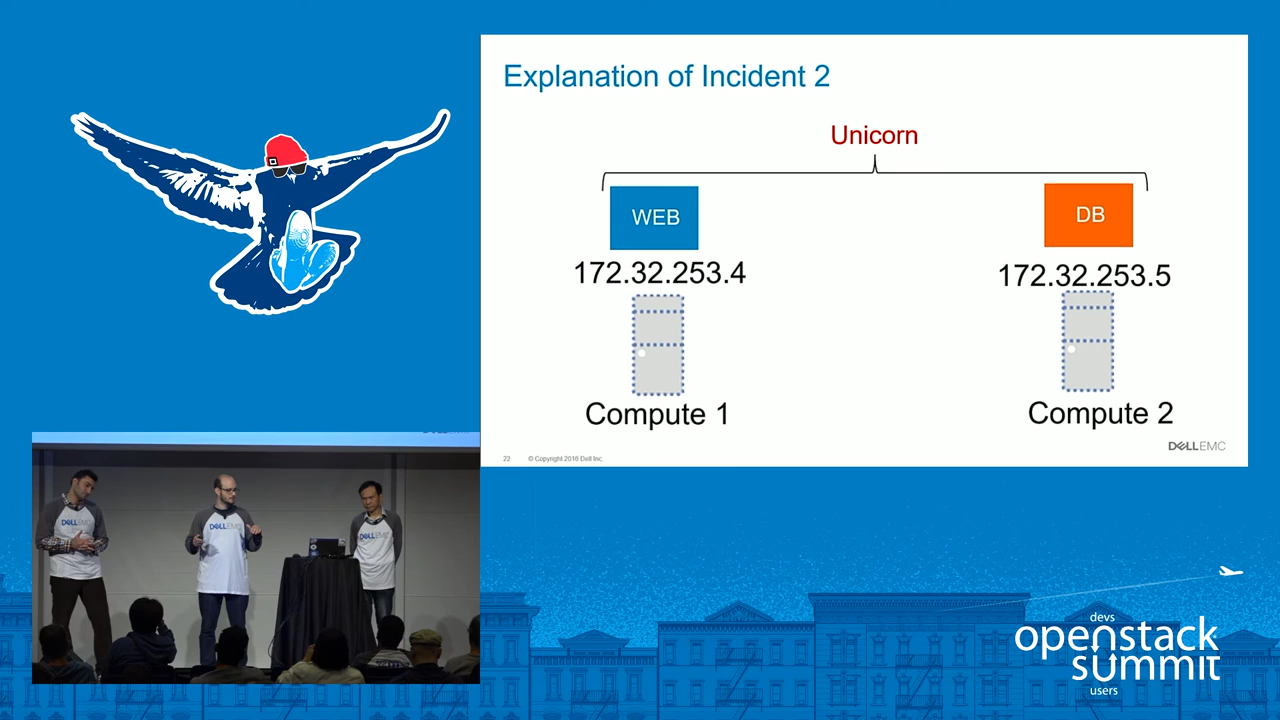 Explanation of Incident 2
Unicorn
WEB
DB
172.32.253.4
172.32.253.5
Compute 1
Compute 2
22 © Copyright 2016 Dell Inc.
DELLEMC
DELLEMC
DELLEMC
DELLEMC
devs
openstack
summit
users